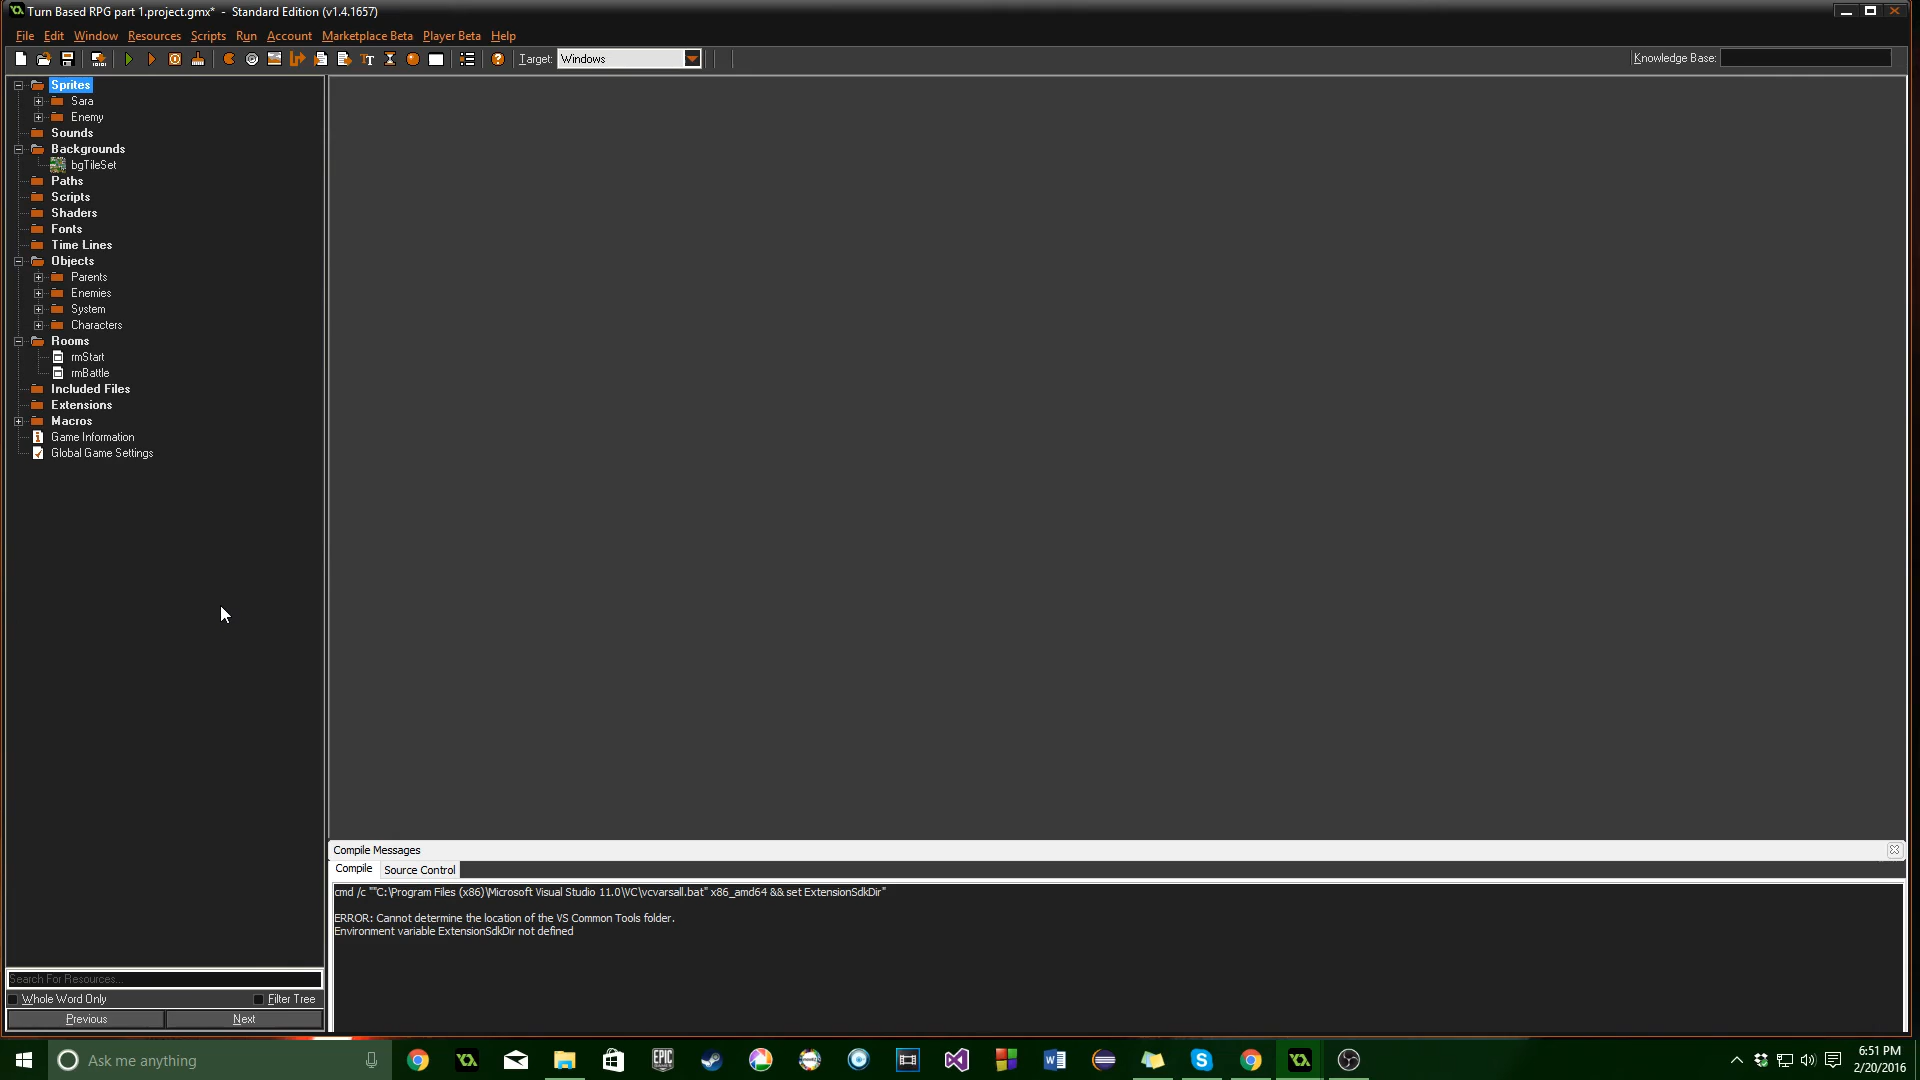 Turn Based RPG part 1.project.gmx* - Standard Edition (v1.4.1657)
File Edit Window Resources Scripts Run Account Marketplace Beta Player Beta Help
Target: Windows
Knowledge Base:
Sprites
Sara
Enemy
Sounds
Backgrounds
bgTileSet
Paths
Scripts
Shaders
Fonts
Time Lines
Objects
Parents
Enemies
System
Characters
Rooms
rmStart
rmBattle
Included Files
Extensions
Macros
Game Information
Global Game Settings
Compile Messages
Compile Source Control
cmd /c ""C:\Program Files (x86)\Microsoft Visual Studio 11.0\VC\vcvarsall.bat" x86_amd64 && set ExtensionSdkDir"
ERROR: Cannot determine the location of the VS Common Tools folder.
Environment variable ExtensionSdkDir not defined
Search For Resources...
Whole Word Only Filter Tree
Previous Next
Ask me anything
EPIC
GAMES
6:51 PM
2/20/2016